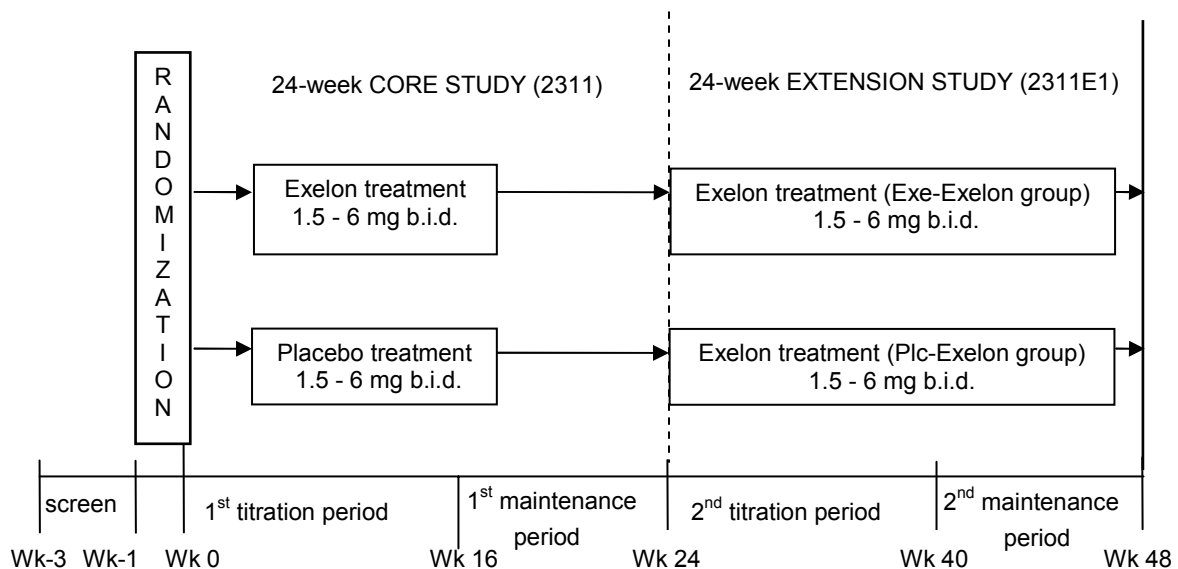 RANDOMIZATION
24-week CORE STUDY (2311)
24-week EXTENSION STUDY (2311E1)
Exelon treatment
1.5 - 6 mg b.i.d.
Exelon treatment (Exe-Exelon group)
1.5 - 6 mg b.i.d.
Placebo treatment
1.5 - 6 mg b.i.d.
Exelon treatment (Plc-Exelon group)
1.5 - 6 mg b.i.d.
screen
1st titration period
1st maintenance
period
2nd titration period
2nd maintenance
period
Wk-3 Wk-1 Wk 0 Wk 16 Wk 24 Wk 40 Wk 48